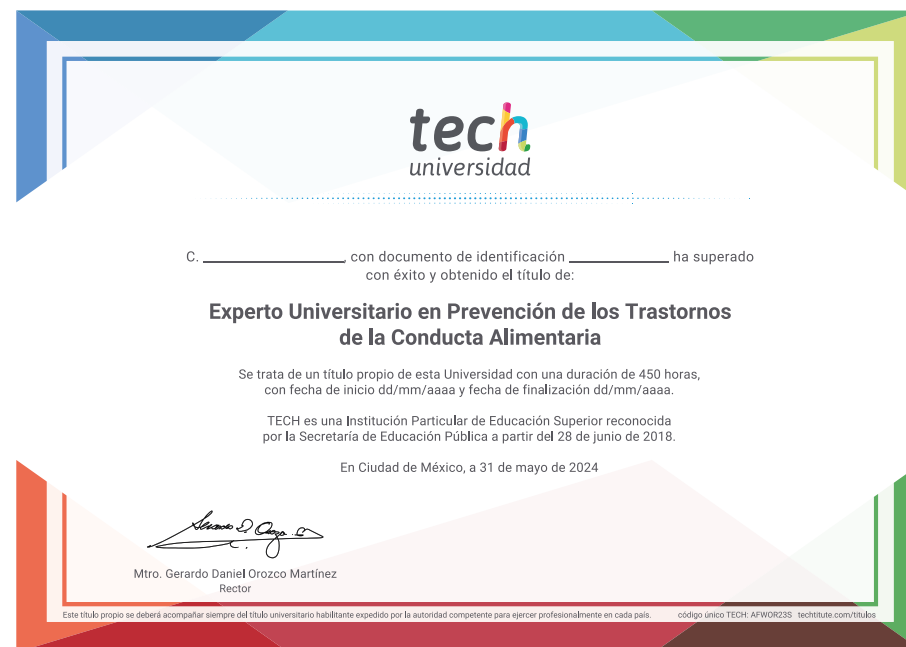 tech
universidad
C. ____________, con documento de identificación ____________ ha superado
con éxito y obtenido el título de:
Experto Universitario en Prevención de los Trastornos
de la Conducta Alimentaria
Se trata de un título propio de esta Universidad con una duración de 450 horas,
con fecha de inicio dd/mm/aaaa y fecha de finalización dd/mm/aaaa.
TECH es una Institución Particular de Educación Superior reconocida
por la Secretaría de Educación Pública a partir del 28 de junio de 2018.
En Ciudad de México, a 31 de mayo de 2024
Mtro. Gerardo Daniel Orozco Martínez
Rector
Este título propio se deberá acompañar siempre del título universitario habilitante expedido por la autoridad competente para ejercer profesionalmente en cada país. código único TECH: AFWOR23S techtitute.com/titulos